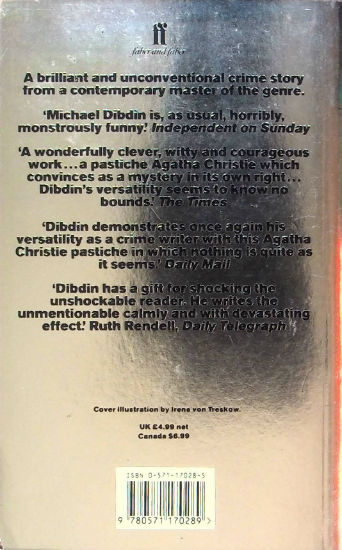 ff
faber and faber
A brilliant and unconventional crime story
from a contemporary master of the genre.
‘Michael Dibdin is, as usual, horribly,
monstrously funny.’ Independent on Sunday
‘A wonderfully clever, witty and courageous
work...a pastiche Agatha Christie which
convinces as a mystery in its own right...
Dibdin's versatility seems to know no
bounds.’ The Times
‘Dibdin demonstrates once again his
versatility as a crime writer with this Agatha
Christie pastiche in which nothing is quite as
it seems.’ Daily Mail
‘Dibdin has a gift for shocking the
unshockable reader. He writes the
unmentionable calmly and with devastating
effect.’ Ruth Rendell, Daily Telegraph
Cover illustration by Irene von Treskow.
UK £4.99 net
Canada $6.99
ISBN 0-571-17028-5
9 780571 170289 >